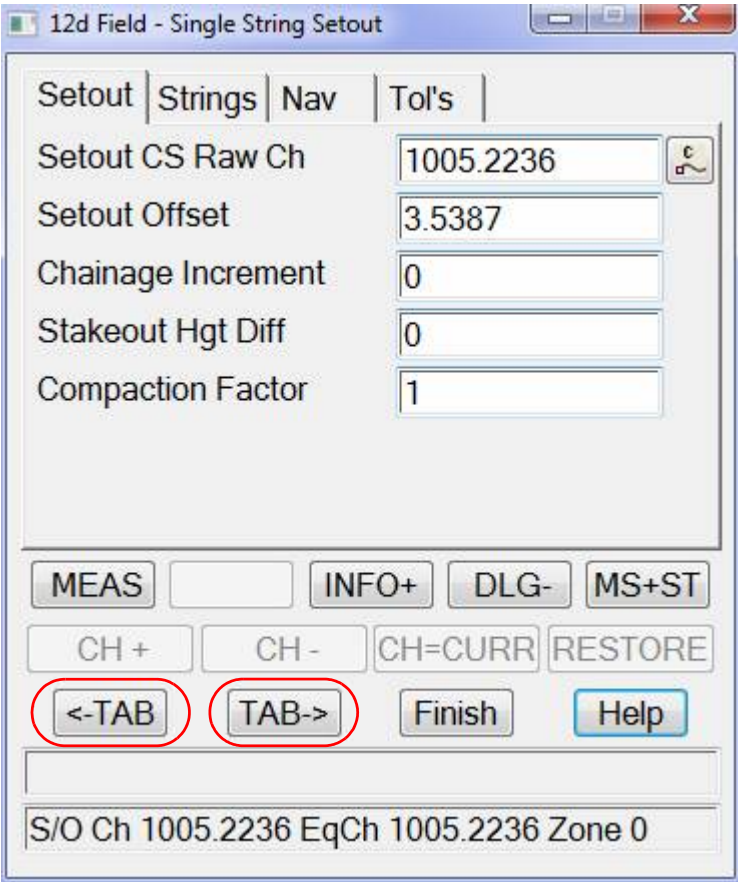 12d Field - Single String Setout
Setout Strings Nav Tol's
Setout CS Raw Ch 1005.2236 c
Setout Offset 3.5387
Chainage Increment 0
Stakeout Hgt Diff 0
Compaction Factor 1
MEAS INFO+ DLG- MS+ST
CH + CH - CH=CURR RESTORE
<-TAB TAB-> Finish Help
S/O Ch 1005.2236 EqCh 1005.2236 Zone 0